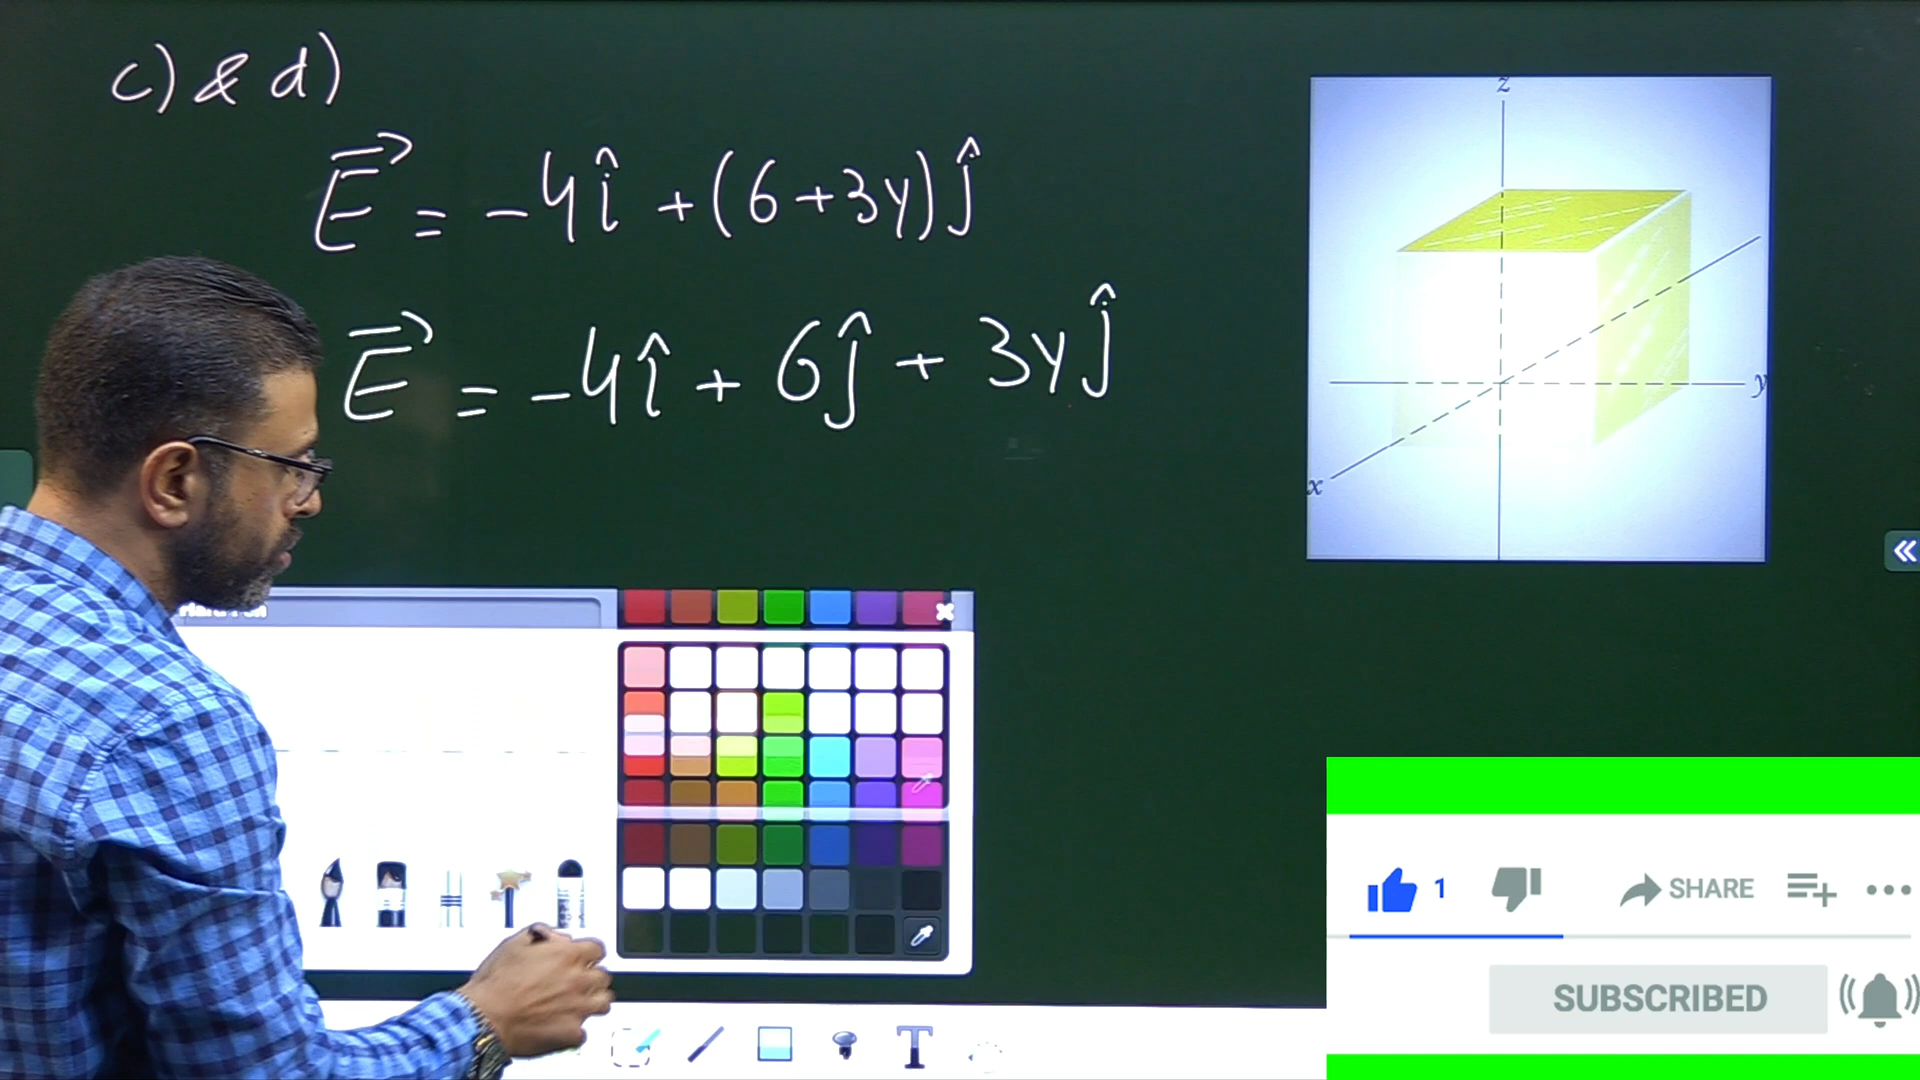 c) & d)
E⃗ = -4î + (6+3y)ĵ
E⃗ = -4î + 6ĵ + 3yĵ
z
y
x
1
SHARE
SUBSCRIBED
T